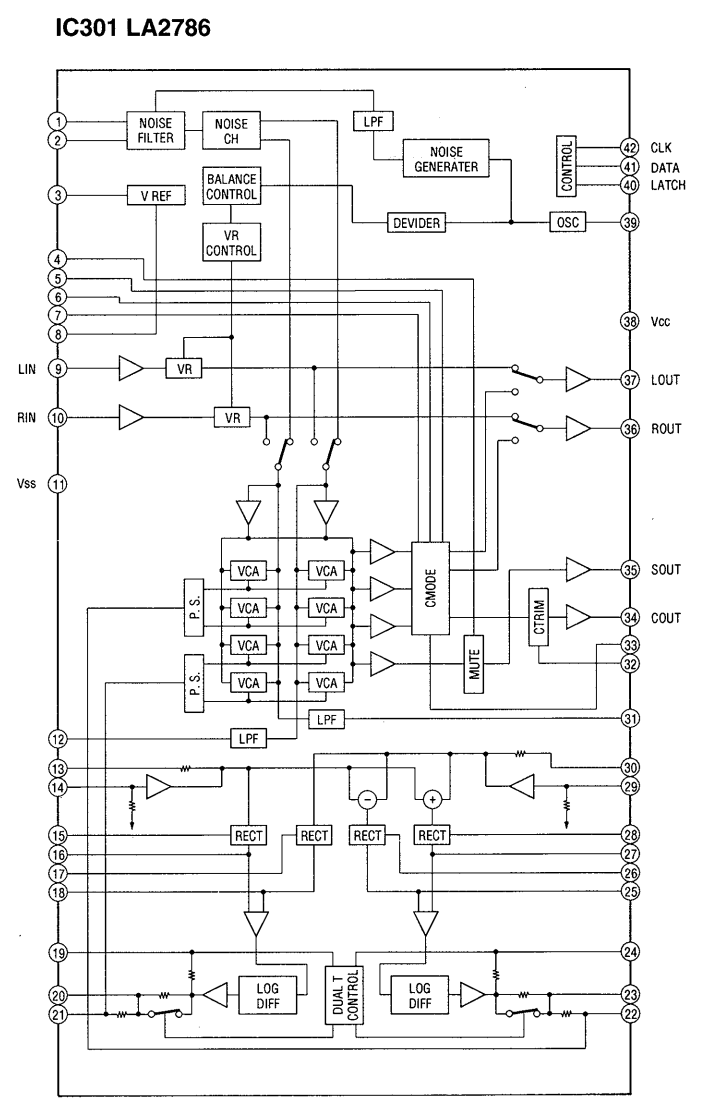 IC301 LA2786
1
2
NOISE
FILTER
NOISE
CH
LPF
NOISE
GENERATER
CONTROL
42
CLK
41
DATA
40
LATCH
3
V REF
BALANCE
CONTROL
DEVIDER
OSC
39
VR
CONTROL
4
5
6
7
8
38
Vcc
LIN
9
VR
37
LOUT
RIN
10
VR
36
ROUT
Vss
11
P.S.
VCA
VCA
VCA
VCA
CMODE
35
SOUT
P.S.
VCA
VCA
VCA
VCA
MUTE
CTRIM
34
COUT
33
32
LPF
31
12
LPF
13
14
−
+
30
29
15
RECT
RECT
RECT
RECT
28
16
27
17
26
18
25
19
24
20
21
LOG
DIFF
DUAL T
CONTROL
LOG
DIFF
23
22